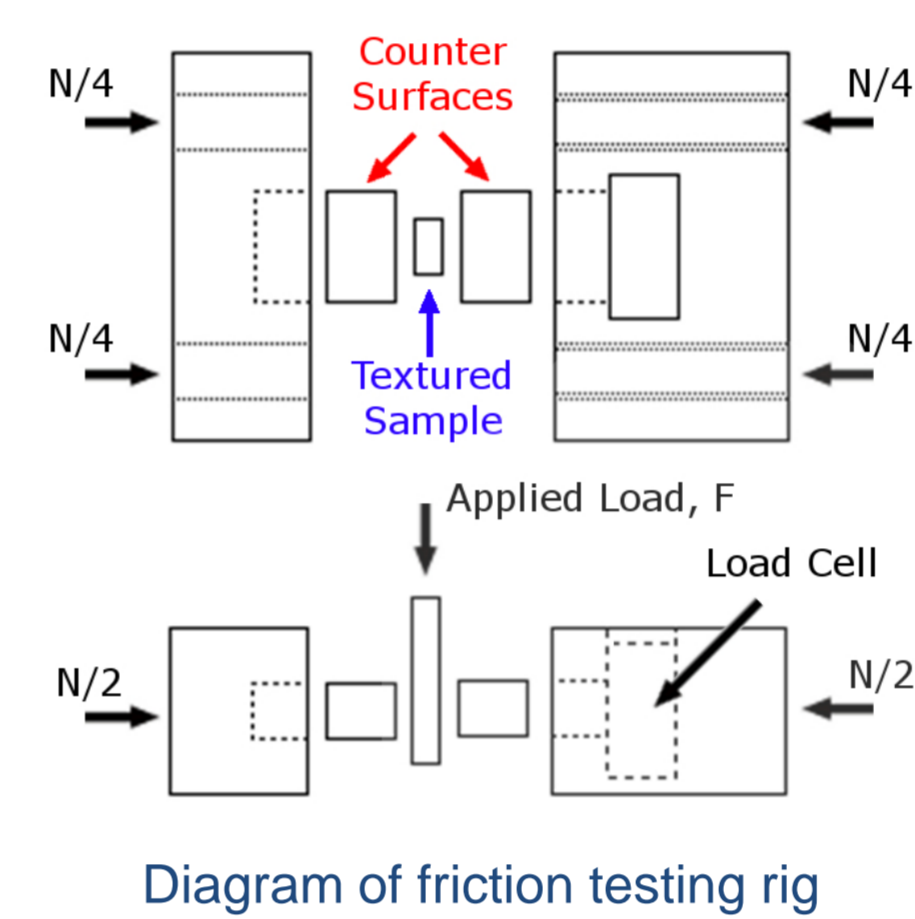 Counter
Surfaces
N/4
N/4
N/4
N/4
Textured
Sample
Applied Load, F
Load Cell
N/2
N/2
Diagram of friction testing rig